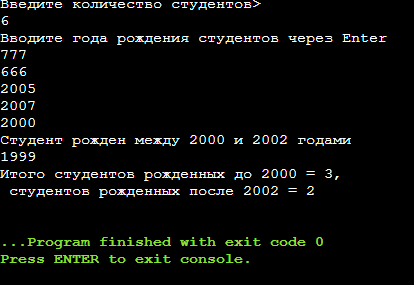 Введите количество студентов>
6
Вводите года рождения студентов через Enter
777
666
2005
2007
2000
Студент рожден между 2000 и 2002 годами
1999
Итого студентов рожденных до 2000 = 3,
студентов рожденных после 2002 = 2
...Program finished with exit code 0
Press ENTER to exit console.